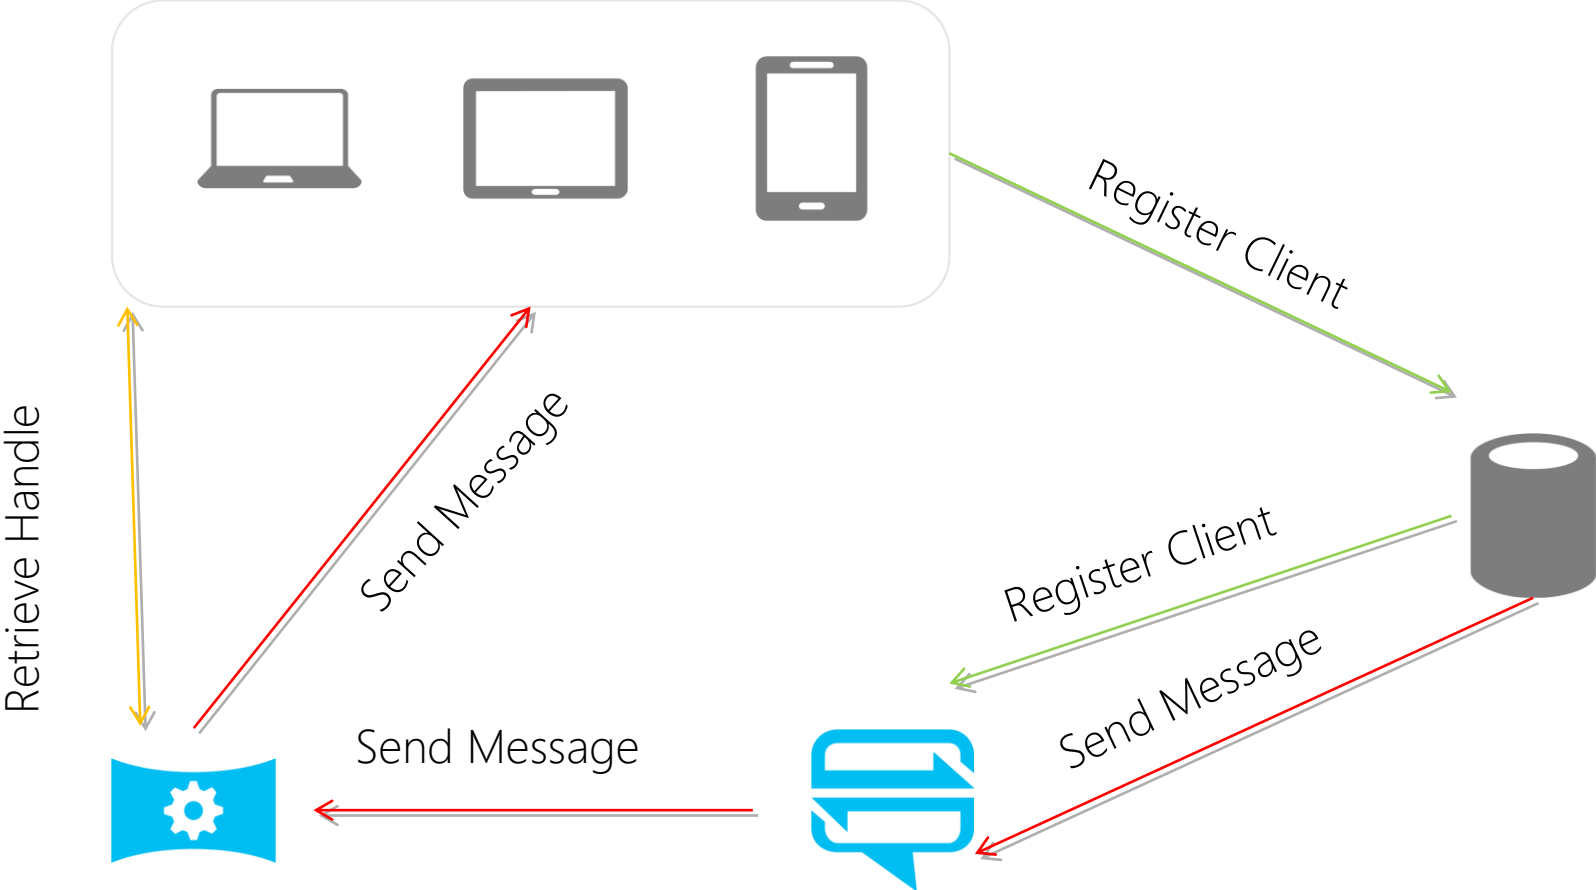 Register Client
Retrieve Handle
Send Message
Register Client
Send Message
Send Message